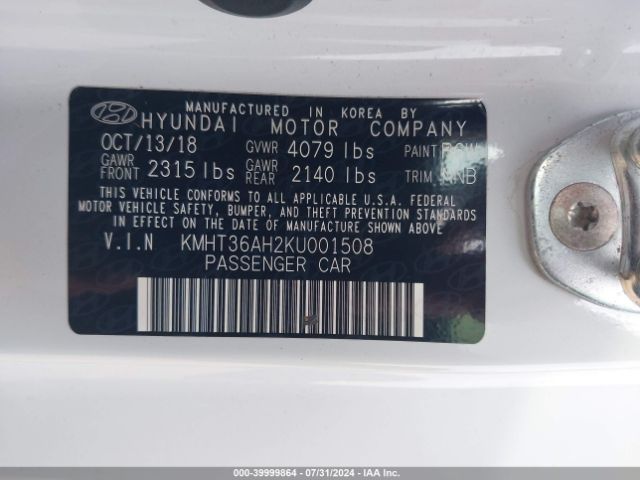 MANUFACTURED IN KOREA BY
HYUNDAI MOTOR COMPANY
OCT/13/18 GVWR 4079 lbs PAINT
GAWR FRONT 2315 lbs GAWR REAR 2140 lbs TRIM
THIS VEHICLE CONFORMS TO ALL APPLICABLE U.S.A. FEDERAL
MOTOR VEHICLE SAFETY, BUMPER, AND THEFT PREVENTION STANDARDS
IN EFFECT ON THE DATE OF MANUFACTURE SHOWN ABOVE.
V.I.N KMHT36AH2KU001508
PASSENGER CAR
000-39999864 - 07/31/2024 - IAA Inc.